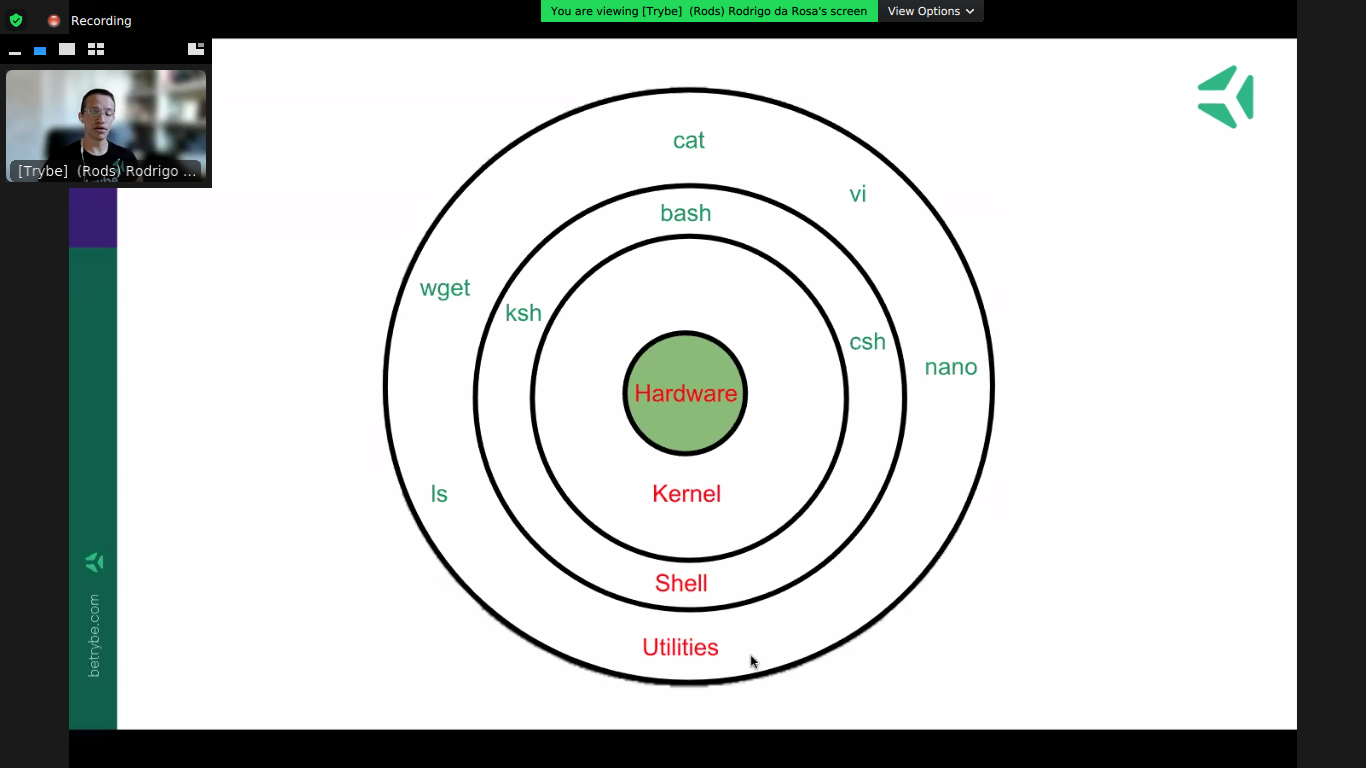 Recording
You are viewing [Trybe]  (Rods) Rodrigo da Rosa's screen
View Options
[Trybe]  (Rods) Rodrigo ...
cat
vi
bash
wget
ksh
csh
nano
Hardware
ls
Kernel
Shell
Utilities
betrybe.com